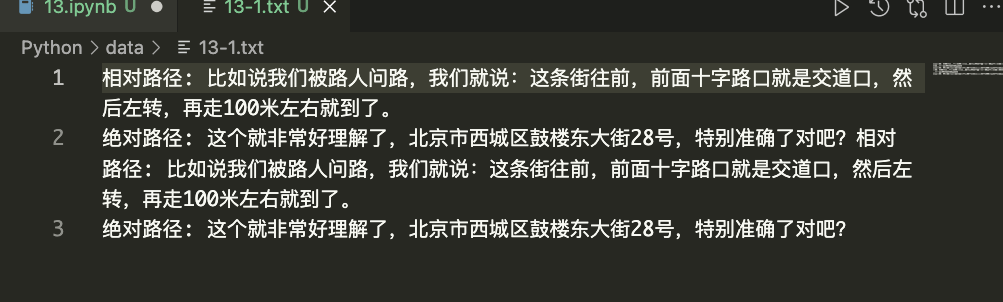 13.ipynb U
13-1.txt U
Python > data > 13-1.txt
1 相对路径：比如说我们被路人问路，我们就说：这条街往前，前面十字路口就是交道口，然
后左转，再走100米左右就到了。
2 绝对路径：这个就非常好理解了，北京市西城区鼓楼东大街28号，特别准确了对吧？相对
路径：比如说我们被路人问路，我们就说：这条街往前，前面十字路口就是交道口，然后左
转，再走100米左右就到了。
3 绝对路径：这个就非常好理解了，北京市西城区鼓楼东大街28号，特别准确了对吧？